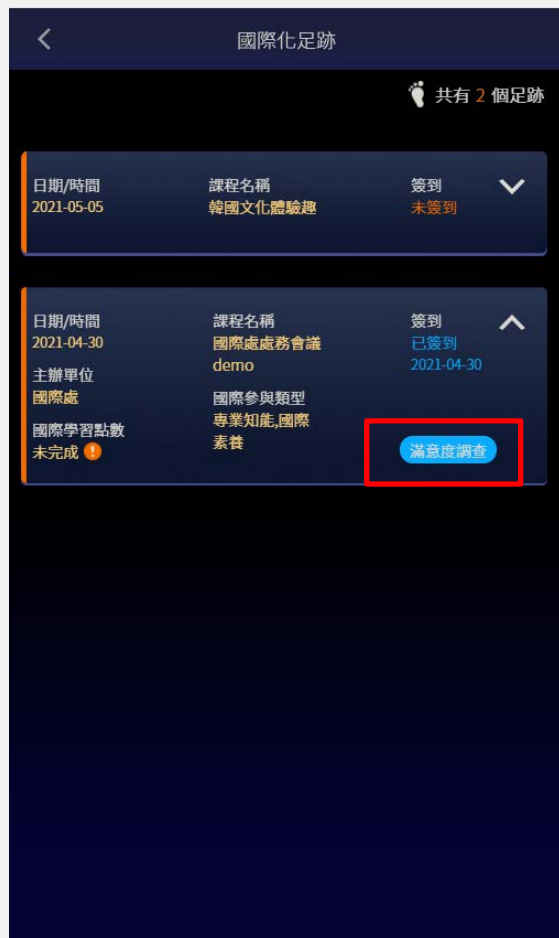 國際化足跡
共有 2 個足跡
日期/時間 課程名稱 簽到
2021-05-05 韓國文化體驗趣 未簽到
日期/時間 課程名稱 簽到
2021-04-30 國際處處務會議 已簽到
demo 2021-04-30
主辦單位
國際處 國際參與類型
專業知能,國際
國際學習點數 素養
未完成
滿意度調查